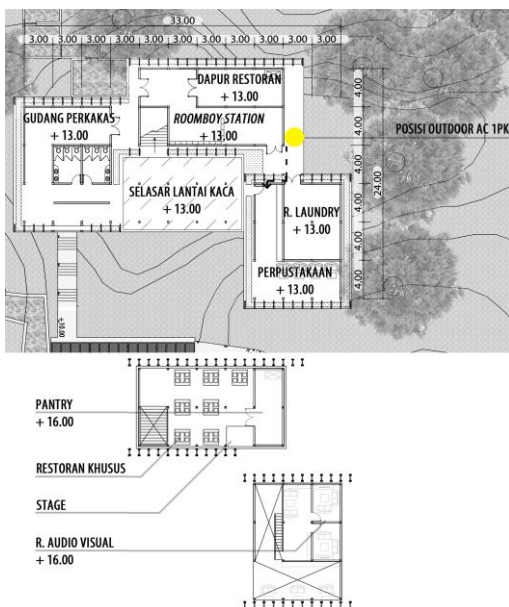 33.00
3.00 3.00 3.00 3.00 3.00 3.00 3.00 3.00 3.00 3.00 3.00
DAPUR RESTORAN
+ 13.00
GUDANG PERKAKAS
+ 13.00
ROOMBOY STATION
+ 13.00
POSISI OUTDOOR AC 1PK
4.00
4.00
4.00
4.00
4.00
4.00
24.00
SELASAR LANTAI KACA
+ 13.00
R. LAUNDRY
+ 13.00
PERPUSTAKAAN
+ 13.00
+10.00
PANTRY
+ 16.00
RESTORAN KHUSUS
STAGE
R. AUDIO VISUAL
+ 16.00